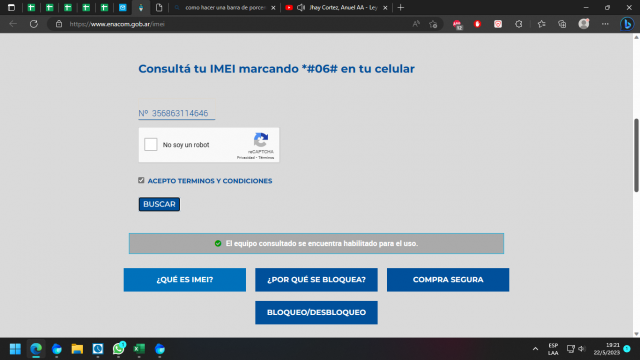 como hacer una barra de porcen
Jhay Cortez, Anuel AA - Le
https://www.enacom.gob.ar/imei
Consultá tu IMEI marcando *#06# en tu celular
Nº 356863114646
No soy un robot
reCAPTCHA
Privacidad - Términos
ACEPTO TERMINOS Y CONDICIONES
BUSCAR
El equipo consultado se encuentra habilitado para el uso.
¿QUÉ ES IMEI?
¿POR QUÉ SE BLOQUEA?
COMPRA SEGURA
BLOQUEO/DESBLOQUEO
ESP
LAA
19:21
22/5/2023